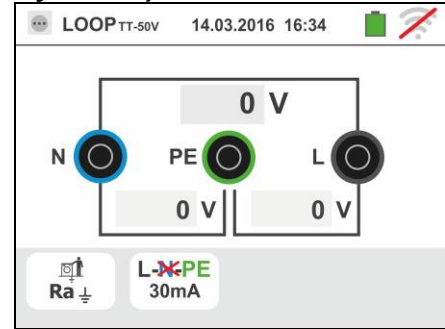 LOOP TT-50V 14.03.2016 16:34
0 V
N PE L
0 V 0 V
L-N-PE
Ra 30mA